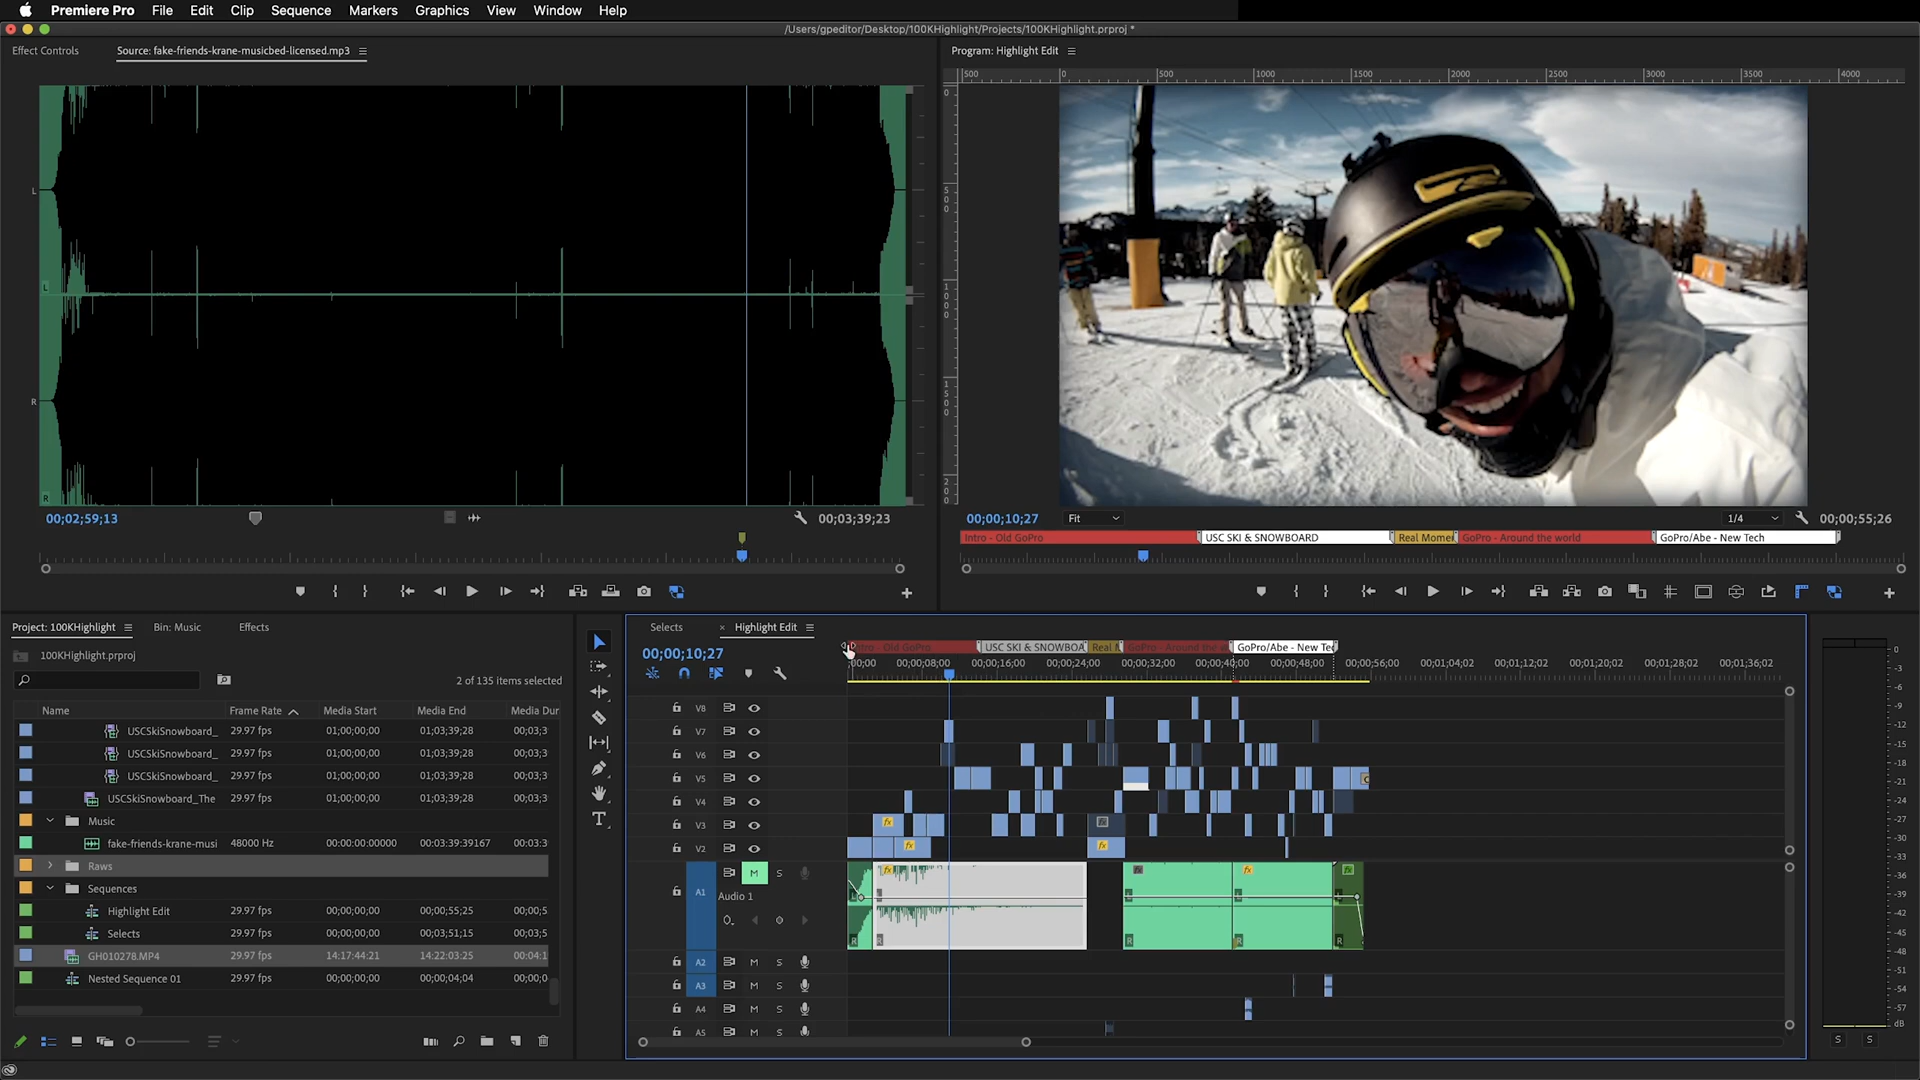 Premiere Pro File Edit Clip Sequence Markers Graphics View Window Help
/Users/gpeditor/Desktop/100KHighlight/Projects/100KHighlight.prproj *
Effect Controls Source: fake-friends-krane-musicbed-licensed.mp3
L
L
R
R
00;02;59;13 00;03;39;23
Program: Highlight Edit
500 0 500 1000 1500 2000 2500 3000 3500 4000
00;00;10;27 Fit 1/4 00;00;55;26
Intro - Old GoPro USC SKI & SNOWBOARD Real Mome GoPro - Around the world GoPro/Abe - New Tech
Project: 100KHighlight Bin: Music Effects
100KHighlight.prproj
2 of 135 items selected
Name Frame Rate Media Start Media End Media Dur
USCSkiSnowboard_ 29.97 fps 01;00;00;00 01;03;39;28 00;03;3
USCSkiSnowboard_ 29.97 fps 01;00;00;00 01;03;39;28 00;03;3
USCSkiSnowboard_ 29.97 fps 01;00;00;00 01;03;39;28 00;03;3
USCSkiSnowboard_The 29.97 fps 01;00;00;00 01;03;39;28 00;03;3
Music
fake-friends-krane-musi 48000 Hz 00:00:00:00000 00:03:39:39167 00:03:3
Raws
Sequences
Highlight Edit 29.97 fps 00;00;00;00 00;00;55;25 00;00;5
Selects 29.97 fps 00;00;00;00 00;03;51;15 00;03;5
GH010278.MP4 29.97 fps 14:17:44:21 14:22:03:25 00:04:1
Nested Sequence 01 29.97 fps 00;00;00;00 00;00;04;04 00;00;0
Selects × Highlight Edit
00;00;10;27
Intro - Old GoPro USC SKI & SNOWBOA Real M GoPro - Around the w GoPro/Abe - New Tec
;00;00 00;00;08;00 00;00;16;00 00;00;24;00 00;00;32;00 00;00;40;0 00;00;48;00 00;00;56;00 00;01;04;02 00;01;12;02 00;01;20;02 00;01;28;02 00;01;36;02
V8
V7
V6
V5
V4
V3 fx fx
V2 fx fx
A1 M S
Audio 1
A2 M S
A3 M S
A4 M S
A5 M S
0
-3
-6
-9
-12
-15
-18
-21
-24
-27
-30
-33
-36
-39
-42
-45
-48
-51
-54
-57
dB
S S